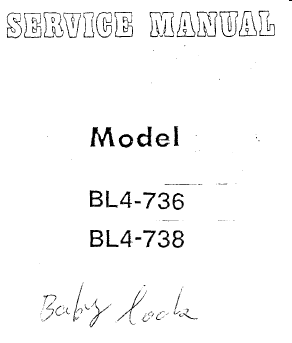 SERVICE MANUAL
Model
BL4-736
BL4-738
Baby lock